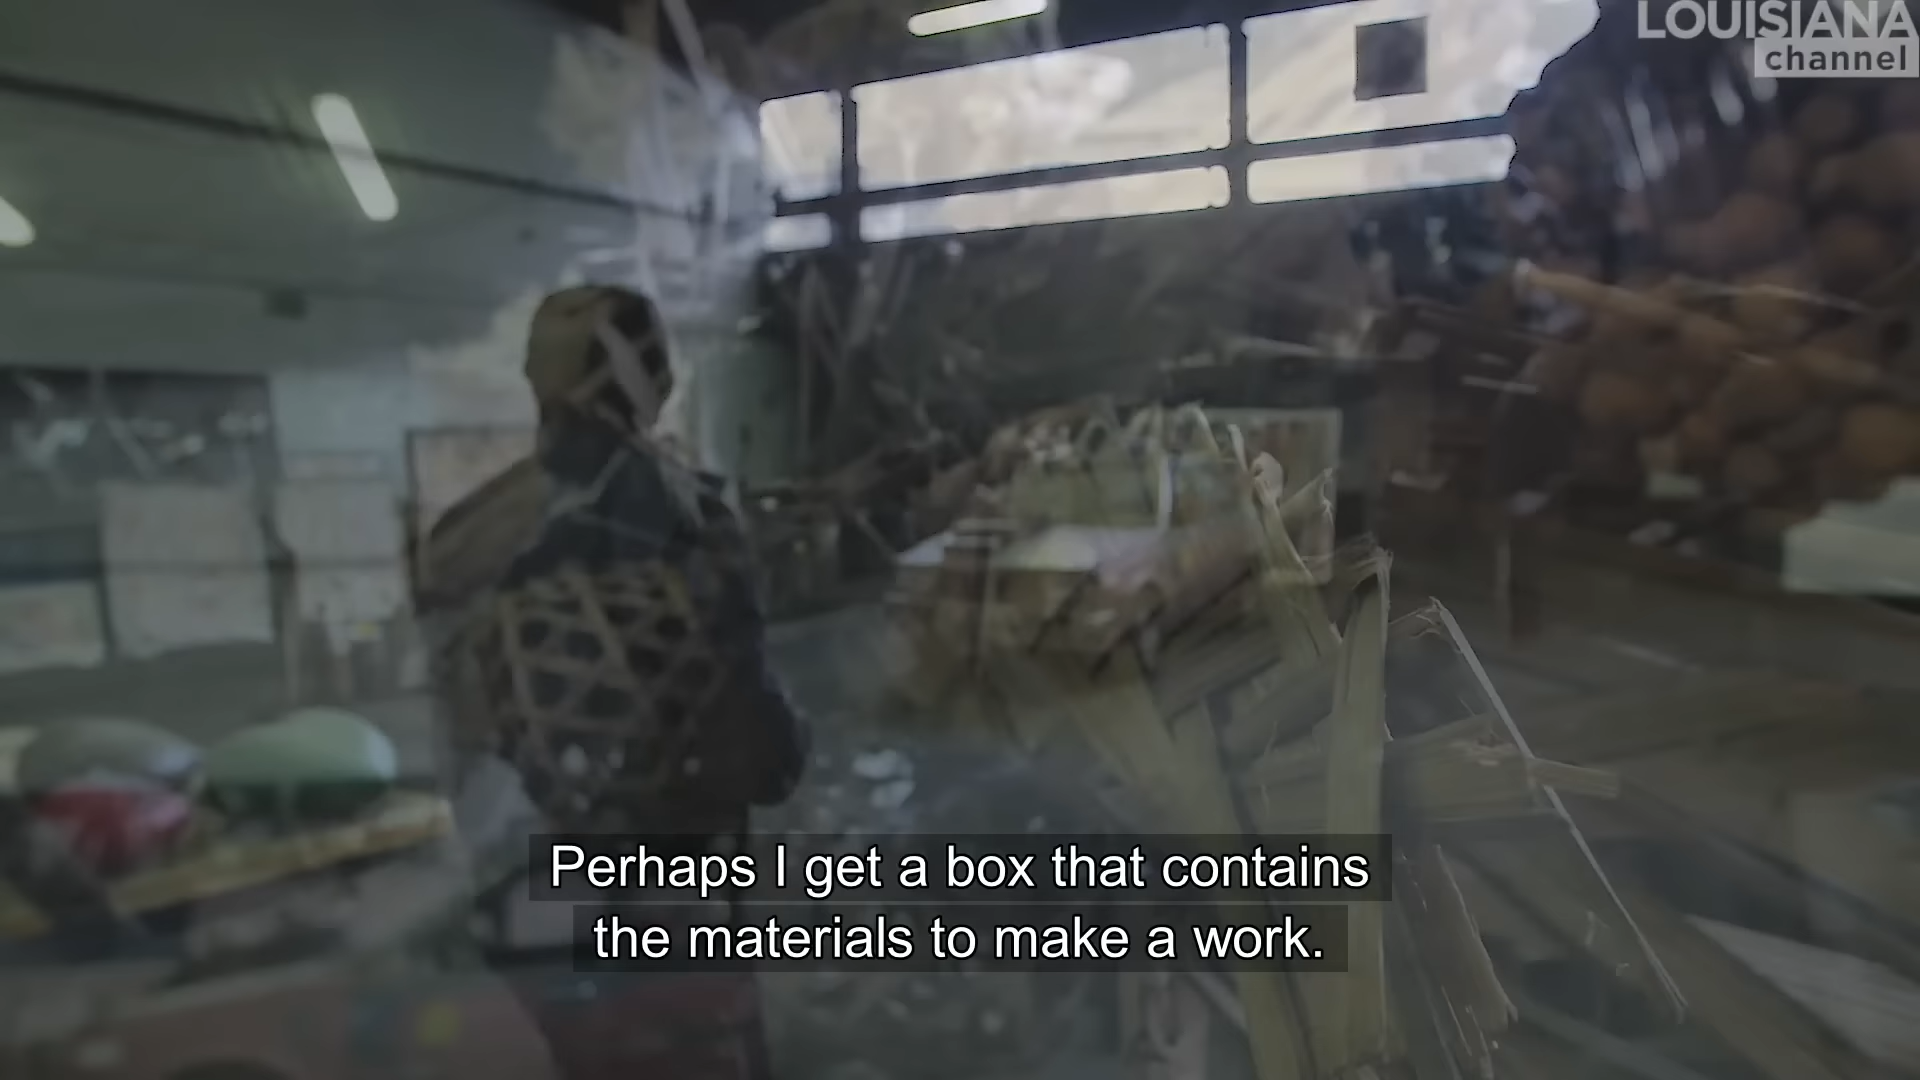 LOUISIANA
channel
Perhaps I get a box that contains
the materials to make a work.